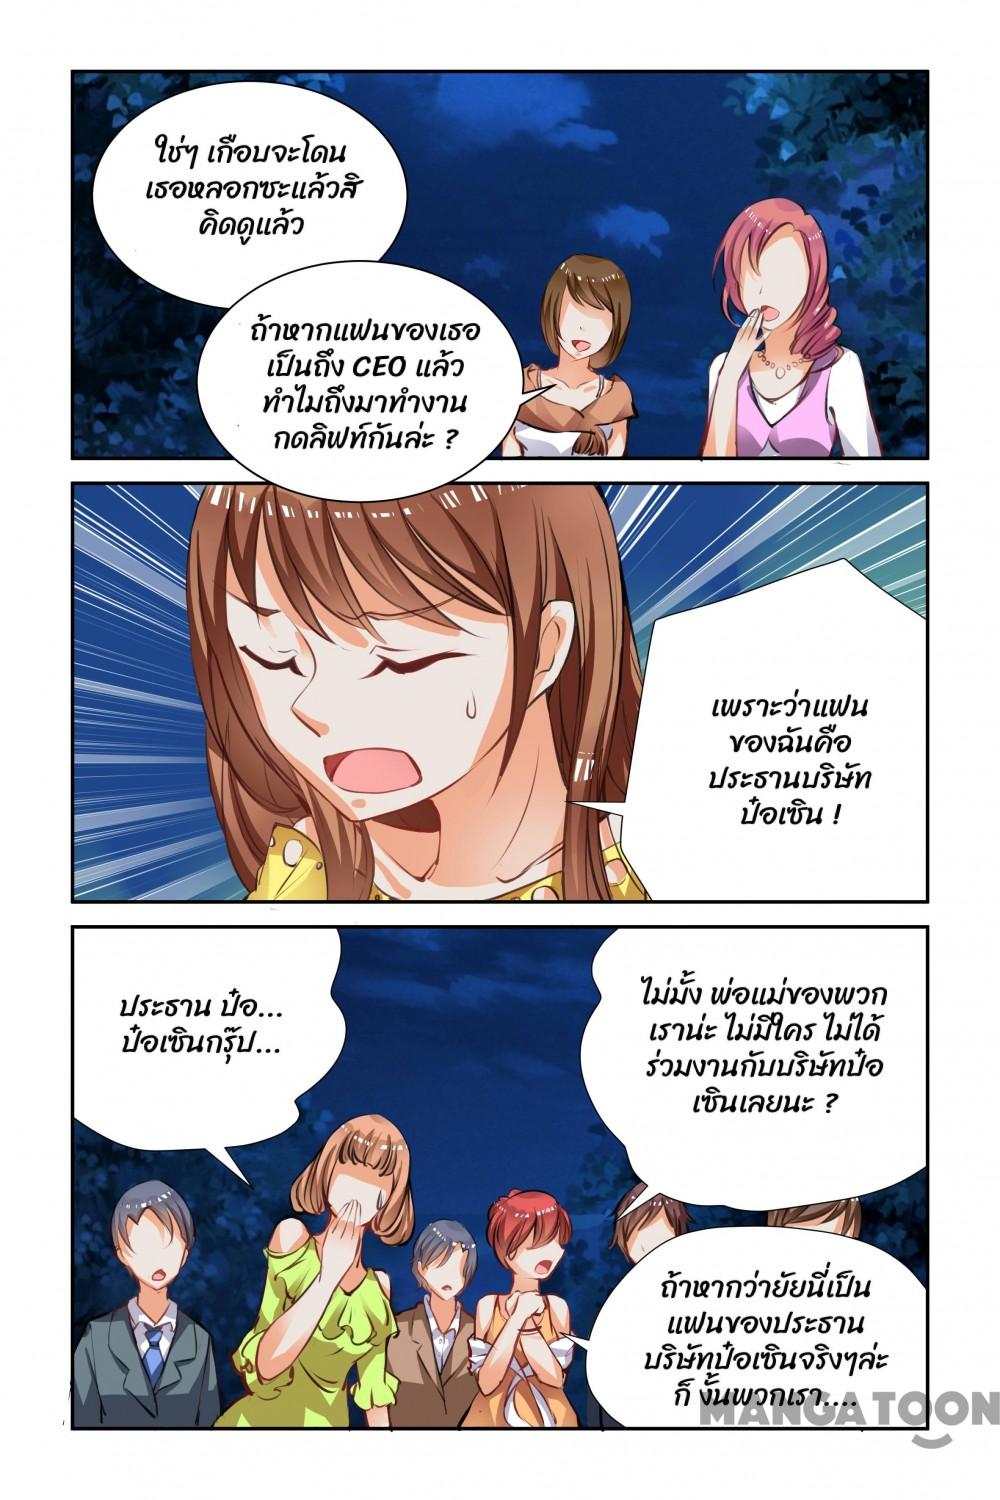 ใช่ๆ เกือบจะโดน
เธอหลอกซะแล้วสิ
คิดดูแล้ว
ถ้าหากแฟนของเธอ
เป็นถึง CEO แล้ว
ทำไมถึงมาทำงาน
กดลิฟท์กันล่ะ ?
เพราะว่าแฟน
ของฉันคือ
ประธานบริษัท
ป๋อเซิน !
ประธาน ป๋อ...
ป๋อเซินกรุ๊ป...
ไม่มั้ง พ่อแม่ของพวก
เราน่ะ ไม่มีใคร ไม่ได้
ร่วมงานกับบริษัทป๋อ
เซินเลยนะ ?
ถ้าหากว่ายัยนี่เป็น
แฟนของประธาน
บริษัทป๋อเซินจริงๆล่ะ
ก็ งั้นพวกเรา....
MANGATOON